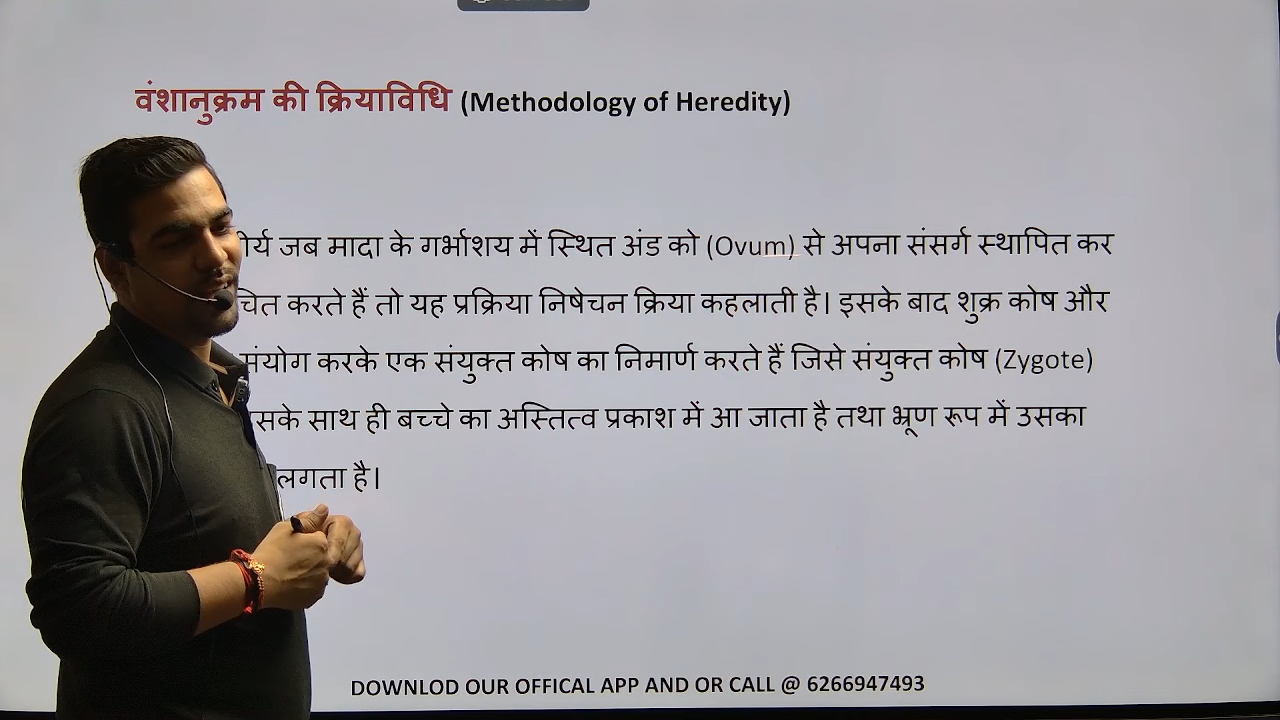 वंशानुक्रम की क्रियाविधि (Methodology of Heredity)
जब मादा के गर्भाशय में स्थित अंड को (Ovum) से अपना संसर्ग स्थापित कर
करते हैं तो यह प्रक्रिया निषेचन क्रिया कहलाती है। इसके बाद शुक्र कोष और
संयोग करके एक संयुक्त कोष का निमार्ण करते हैं जिसे संयुक्त कोष (Zygote)
के साथ ही बच्चे का अस्तित्व प्रकाश में आ जाता है तथा भ्रूण रूप में उसका
लगता है।
DOWNLOD OUR OFFICAL APP AND OR CALL @ 6266947493